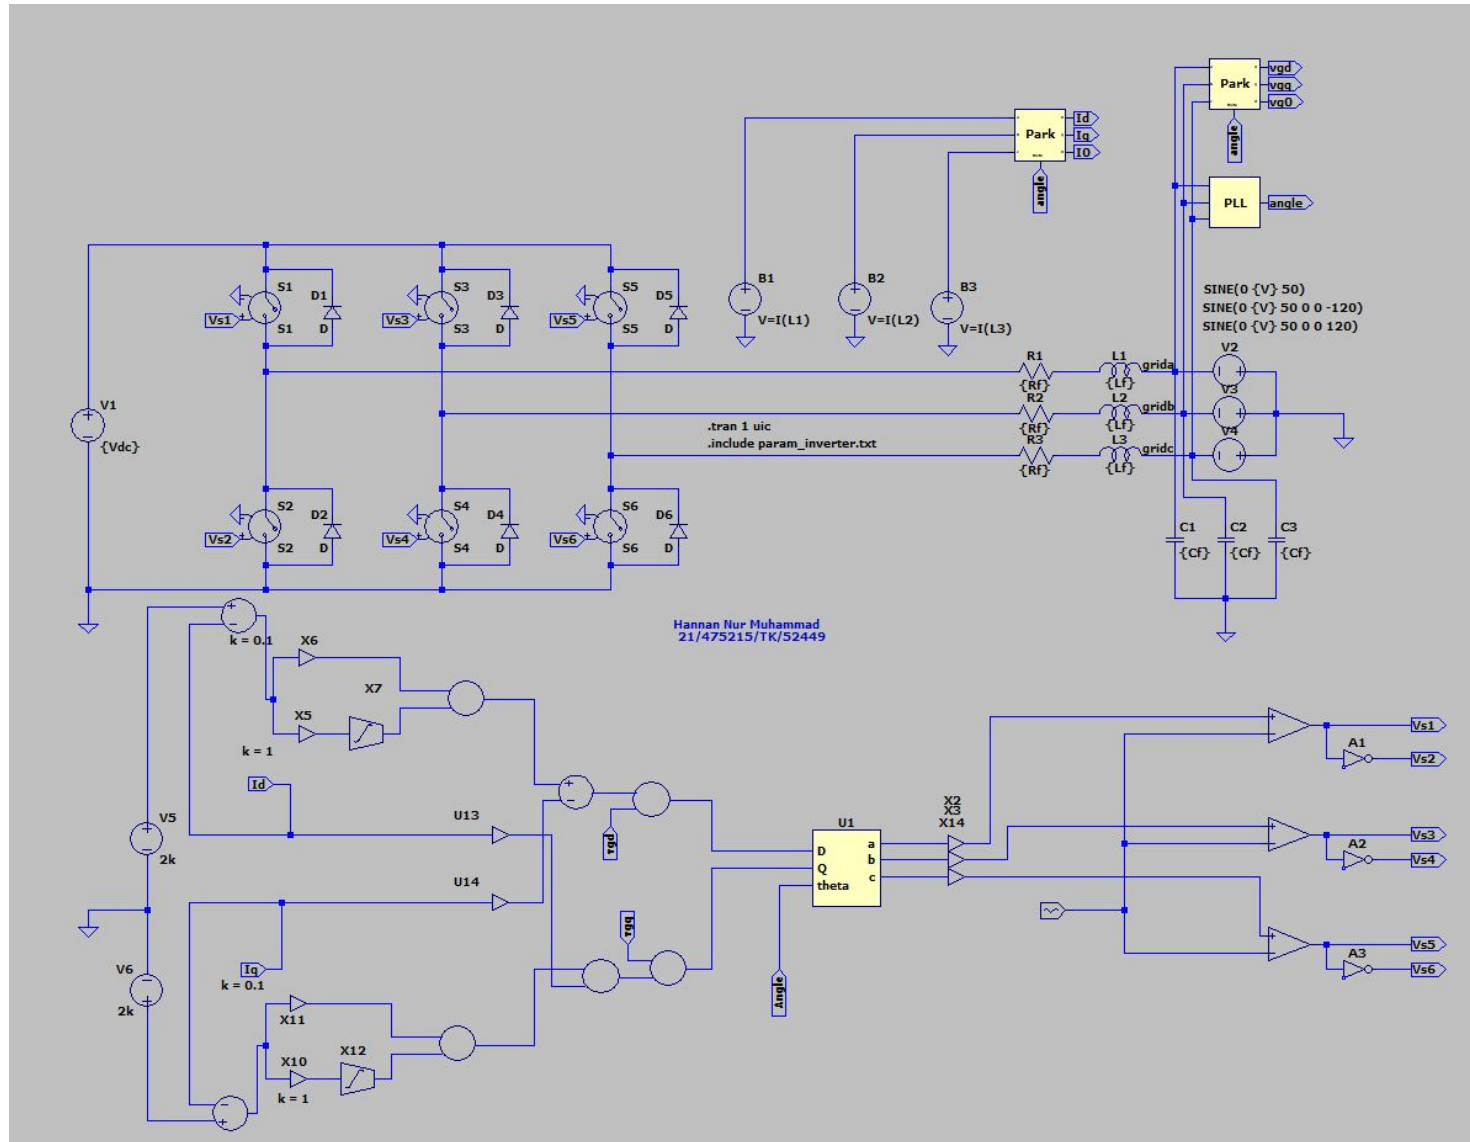 Park
vgd
vgq
vg0
angle
Park
Id
Iq
I0
angle
PLL
angle
S1
D1
Vs1
S1
D
S3
D3
Vs3
S3
D
S5
D5
Vs5
S5
D
B1
V=I(L1)
B2
V=I(L2)
B3
V=I(L3)
SINE(0 {V} 50)
SINE(0 {V} 50 0 0 -120)
SINE(0 {V} 50 0 0 120)
V2
V3
V4
R1
{Rf}
L1
{Lf}
grida
R2
{Rf}
L2
{Lf}
gridb
R3
{Rf}
L3
{Lf}
gridc
V1
{Vdc}
.tran 1 uic
.include param_inverter.txt
S2
D2
Vs2
S2
D
S4
D4
Vs4
S4
D
S6
D6
Vs6
S6
D
C1
{Cf}
C2
{Cf}
C3
{Cf}
Hannan Nur Muhammad
21/475215/TK/52449
k = 0.1
X6
X7
X5
k = 1
Id
V5
2k
U13
U14
vgd
vgq
V6
2k
Iq
k = 0.1
X11
X10
X12
k = 1
U1
D
Q
theta
a
b
c
Angle
X2
X3
X14
A1
Vs1
Vs2
A2
Vs3
Vs4
A3
Vs5
Vs6